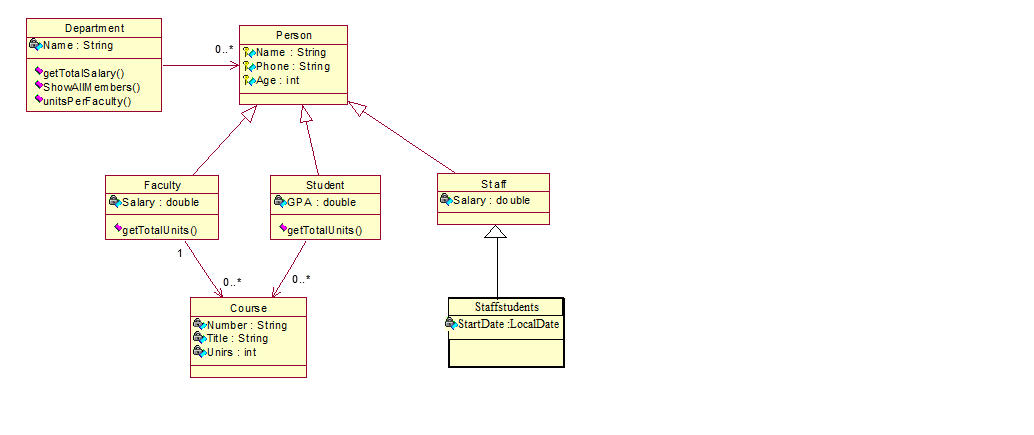 Department
Name : String
getTotalSalary()
ShowAllMembers()
unitsPerFaculty()
0..*
Person
Name : String
Phone : String
Age : int
Faculty
Salary : double
getTotalUnits()
Student
GPA : double
getTotalUnits()
Staff
Salary : double
1
0..*
0..*
Course
Number : String
Title : String
Unirs : int
Staffstudents
StartDate :LocalDate